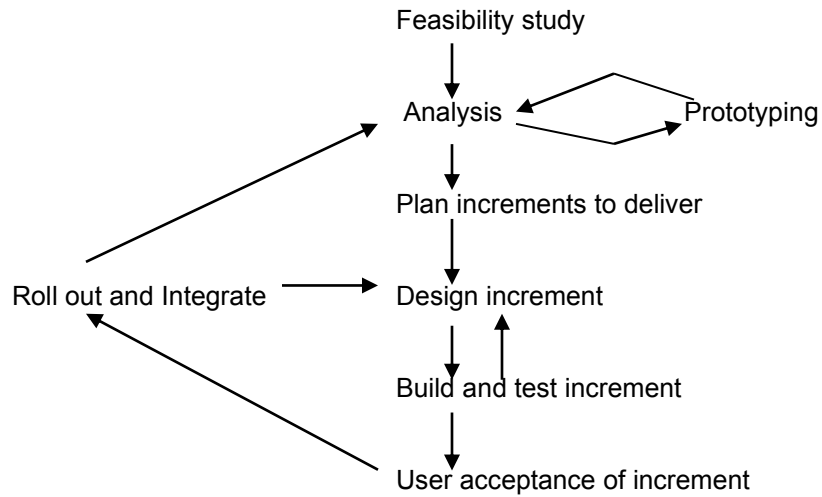 Feasibility study
Analysis
Prototyping
Plan increments to deliver
Roll out and Integrate
Design increment
Build and test increment
User acceptance of increment